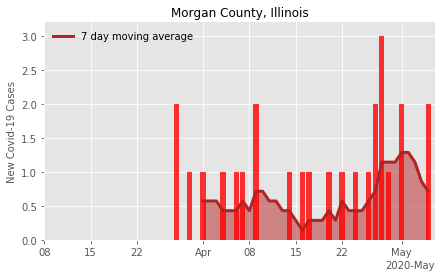 Morgan County, Illinois
7 day moving average
New Covid-19 Cases
3.0
2.5
2.0
1.5
1.0
0.5
0.0
08 15 22 Apr 08 15 22 May
2020-May